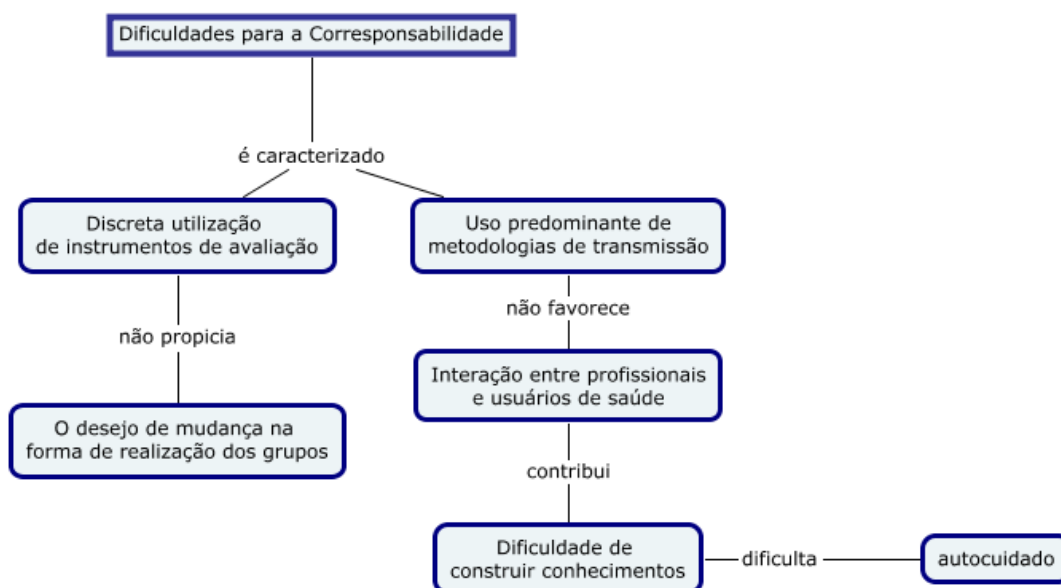 Dificuldades para a Corresponsabilidade
é caracterizado
Discreta utilização
de instrumentos de avaliação
Uso predominante de
metodologias de transmissão
não propicia
não favorece
O desejo de mudança na
forma de realização dos grupos
Interação entre profissionais
e usuários de saúde
contribui
Dificuldade de
construir conhecimentos
dificulta
autocuidado